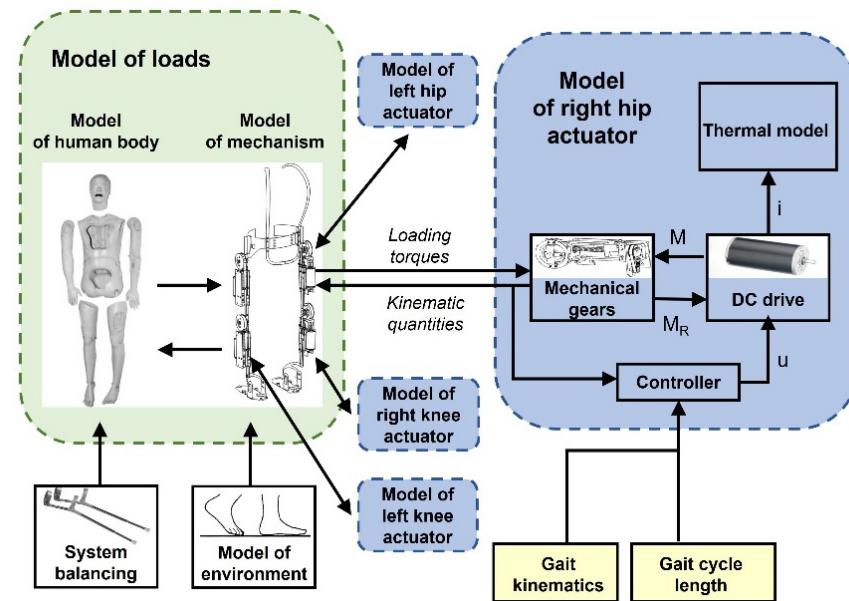 Model of loads
Model
of human body
Model
of mechanism
Model of
left hip
actuator
Model
of right hip
actuator
Thermal model
i
Loading
torques
Kinematic
quantities
M
Mechanical
gears
M_R
DC drive
u
Controller
Model of
right knee
actuator
Model of
left knee
actuator
System
balancing
Model of
environment
Gait
kinematics
Gait cycle
length